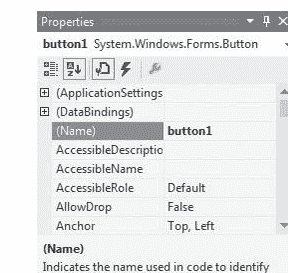 Properties
button1 System.Windows.Forms.Button
(ApplicationSettings
(DataBindings)
(Name) button1
AccessibleDescriptio
AccessibleName
AccessibleRole Default
AllowDrop False
Anchor Top, Left
(Name)
Indicates the name used in code to identify